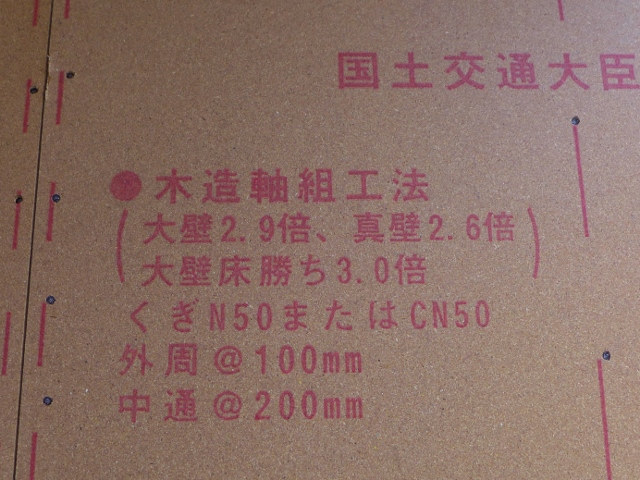 国土交通大臣
●木造軸組工法
(大壁2.9倍、真壁2.6倍
大壁床勝ち3.0倍)
くぎN50またはCN50
外周@100mm
中通@200mm